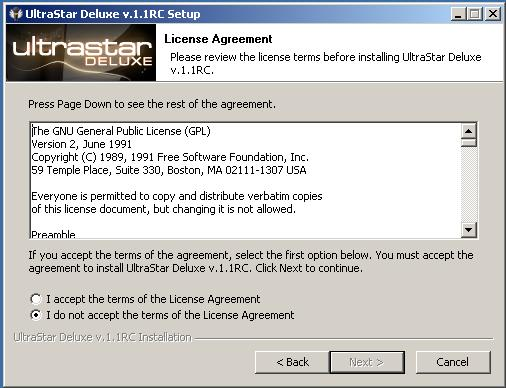 UltraStar Deluxe v.1.1RC Setup
ultrastar
DELUXE
License Agreement
Please review the license terms before installing UltraStar Deluxe
v.1.1RC.
Press Page Down to see the rest of the agreement.
The GNU General Public License (GPL)
Version 2, June 1991
Copyright (C) 1989, 1991 Free Software Foundation, Inc.
59 Temple Place, Suite 330, Boston, MA 02111-1307 USA
Everyone is permitted to copy and distribute verbatim copies
of this license document, but changing it is not allowed.
Preamble
If you accept the terms of the agreement, select the first option below. You must accept the
agreement to install UltraStar Deluxe v.1.1RC. Click Next to continue.
I accept the terms of the License Agreement
I do not accept the terms of the License Agreement
UltraStar Deluxe v.1.1RC Installation
< Back
Next >
Cancel